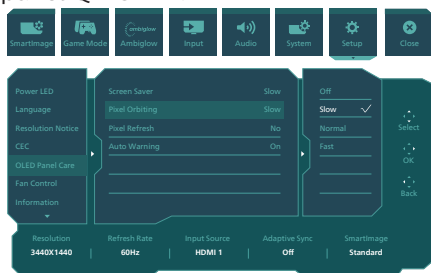 SmartImage
Game Mode
ambiglow
Ambiglow
Input
Audio
System
Setup
Close
Power LED
Language
Resolution Notice
CEC
OLED Panel Care
Fan Control
Information
Screen Saver Slow
Pixel Orbiting Slow
Pixel Refresh No
Auto Warning On
Off
Slow
Normal
Fast
Select
OK
Back
Resolution Refresh Rate Input Source Adaptive Sync SmartImage
3440X1440 60Hz HDMI 1 Off Standard